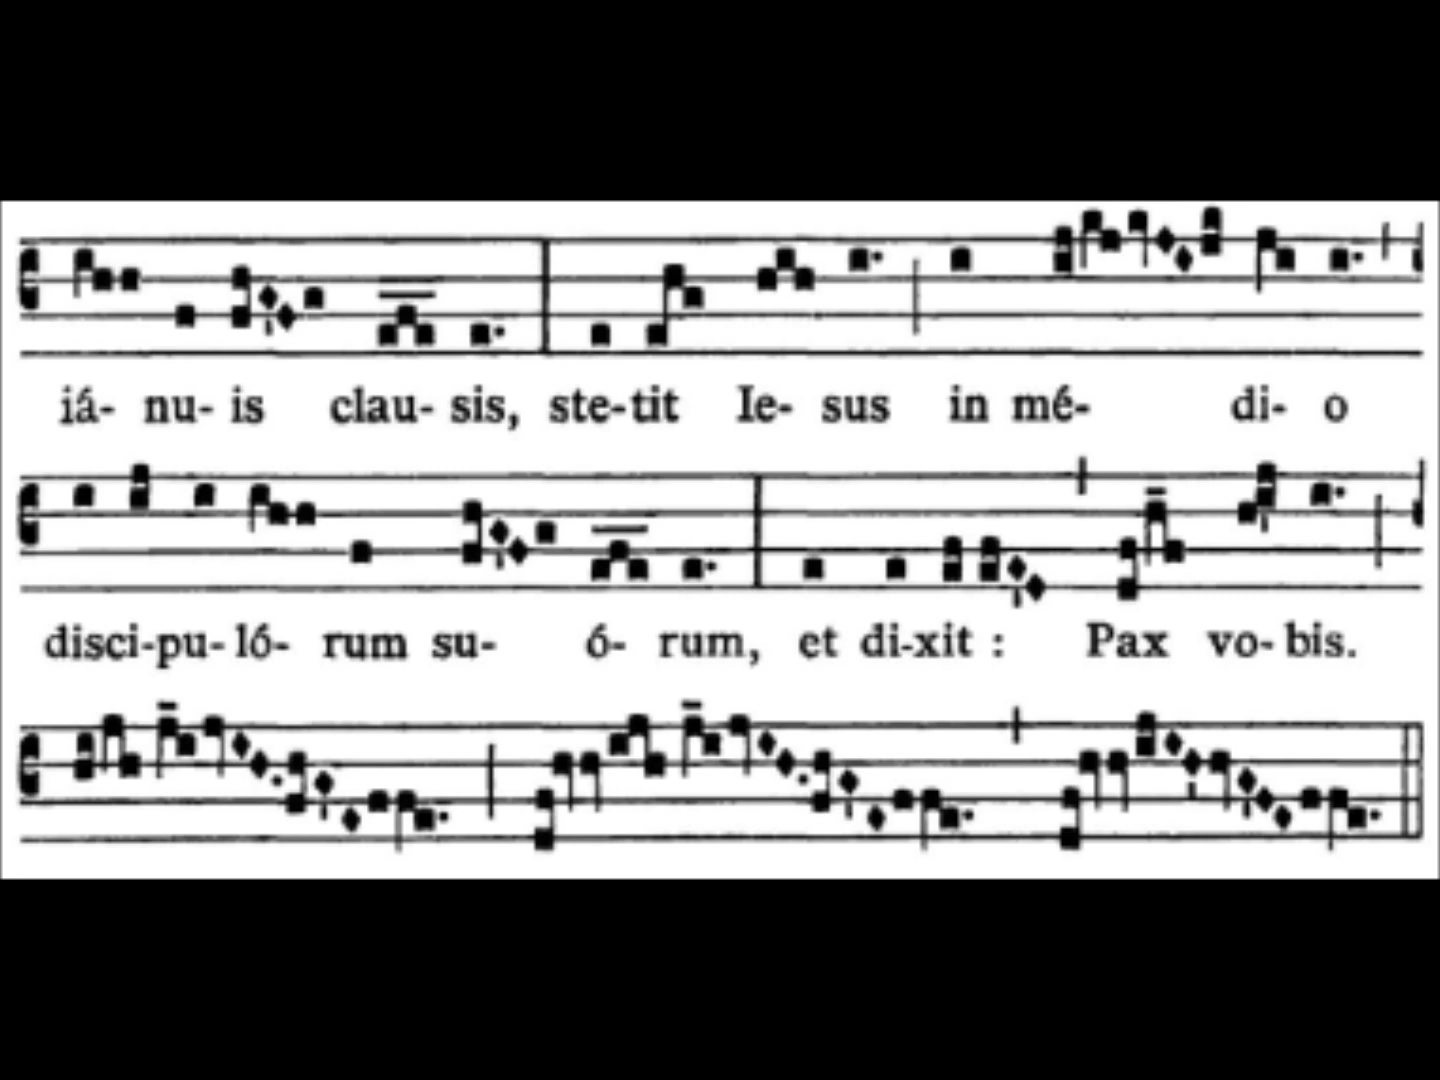 iá- nu- is clau- sis, ste-tit Ie- sus in mé- di- o
disci-pu- ló- rum su- ó- rum, et di-xit : Pax vo- bis.